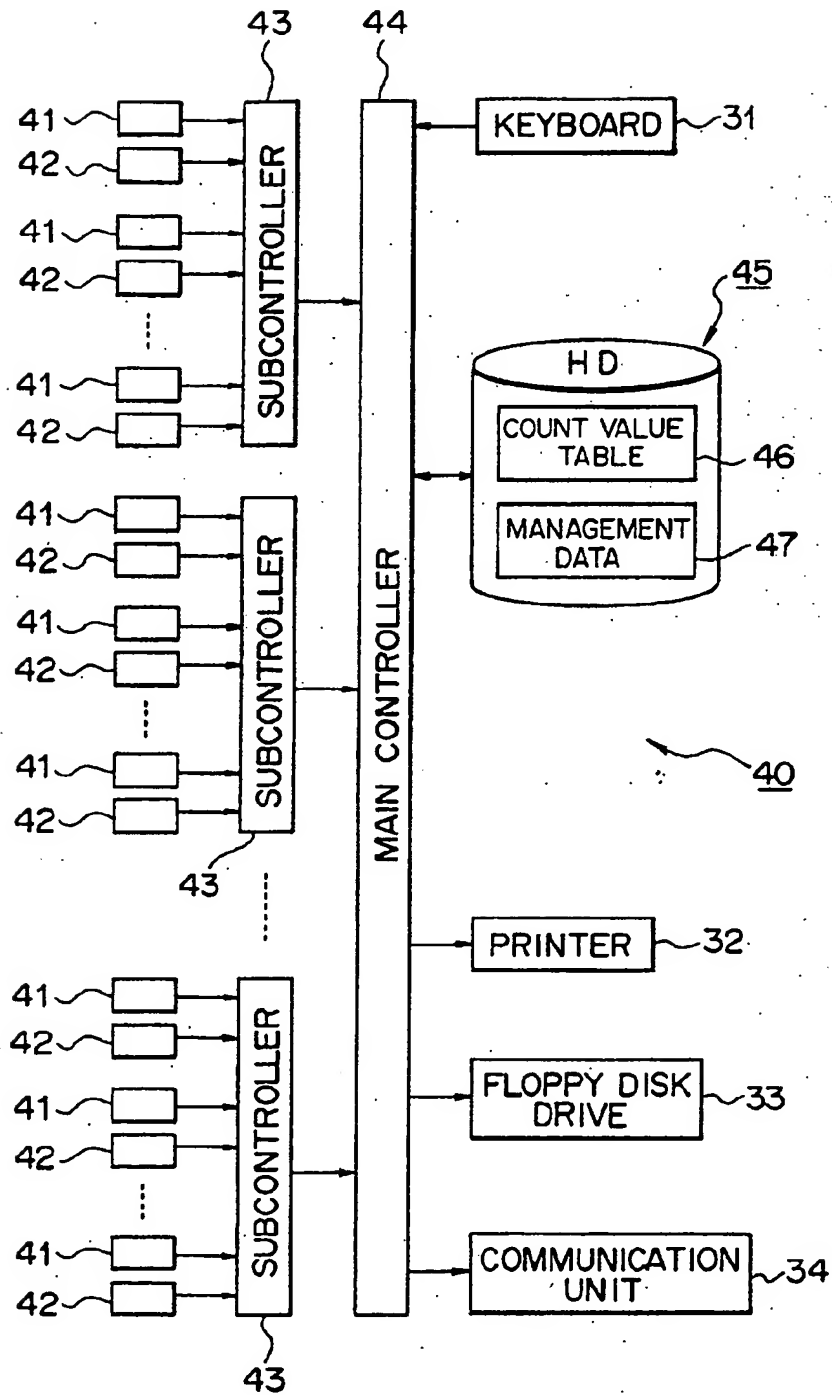 43
44
41
42
41
42
41
42
SUBCONTROLLER
KEYBOARD
31
45
HD
COUNT VALUE
TABLE
46
MANAGEMENT
DATA
47
41
42
41
42
41
42
SUBCONTROLLER
43
MAIN CONTROLLER
40
PRINTER
32
41
42
41
42
41
42
SUBCONTROLLER
43
FLOPPY DISK
DRIVE
33
COMMUNICATION
UNIT
34